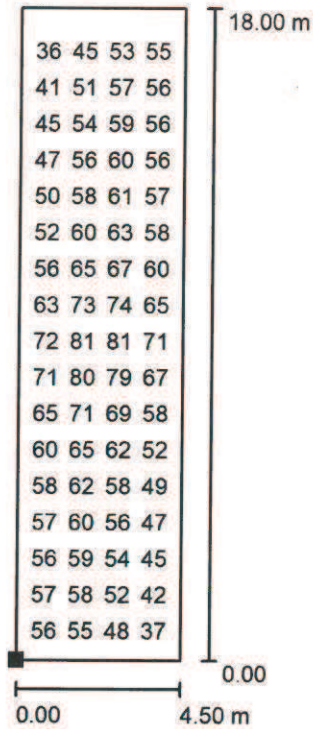 18.00 m
36 45 53 55
41 51 57 56
45 54 59 56
47 56 60 56
50 58 61 57
52 60 63 58
56 65 67 60
63 73 74 65
72 81 81 71
71 80 79 67
65 71 69 58
60 65 62 52
58 62 58 49
57 60 56 47
56 59 54 45
57 58 52 42
56 55 48 37
0.00
0.00 4.50 m